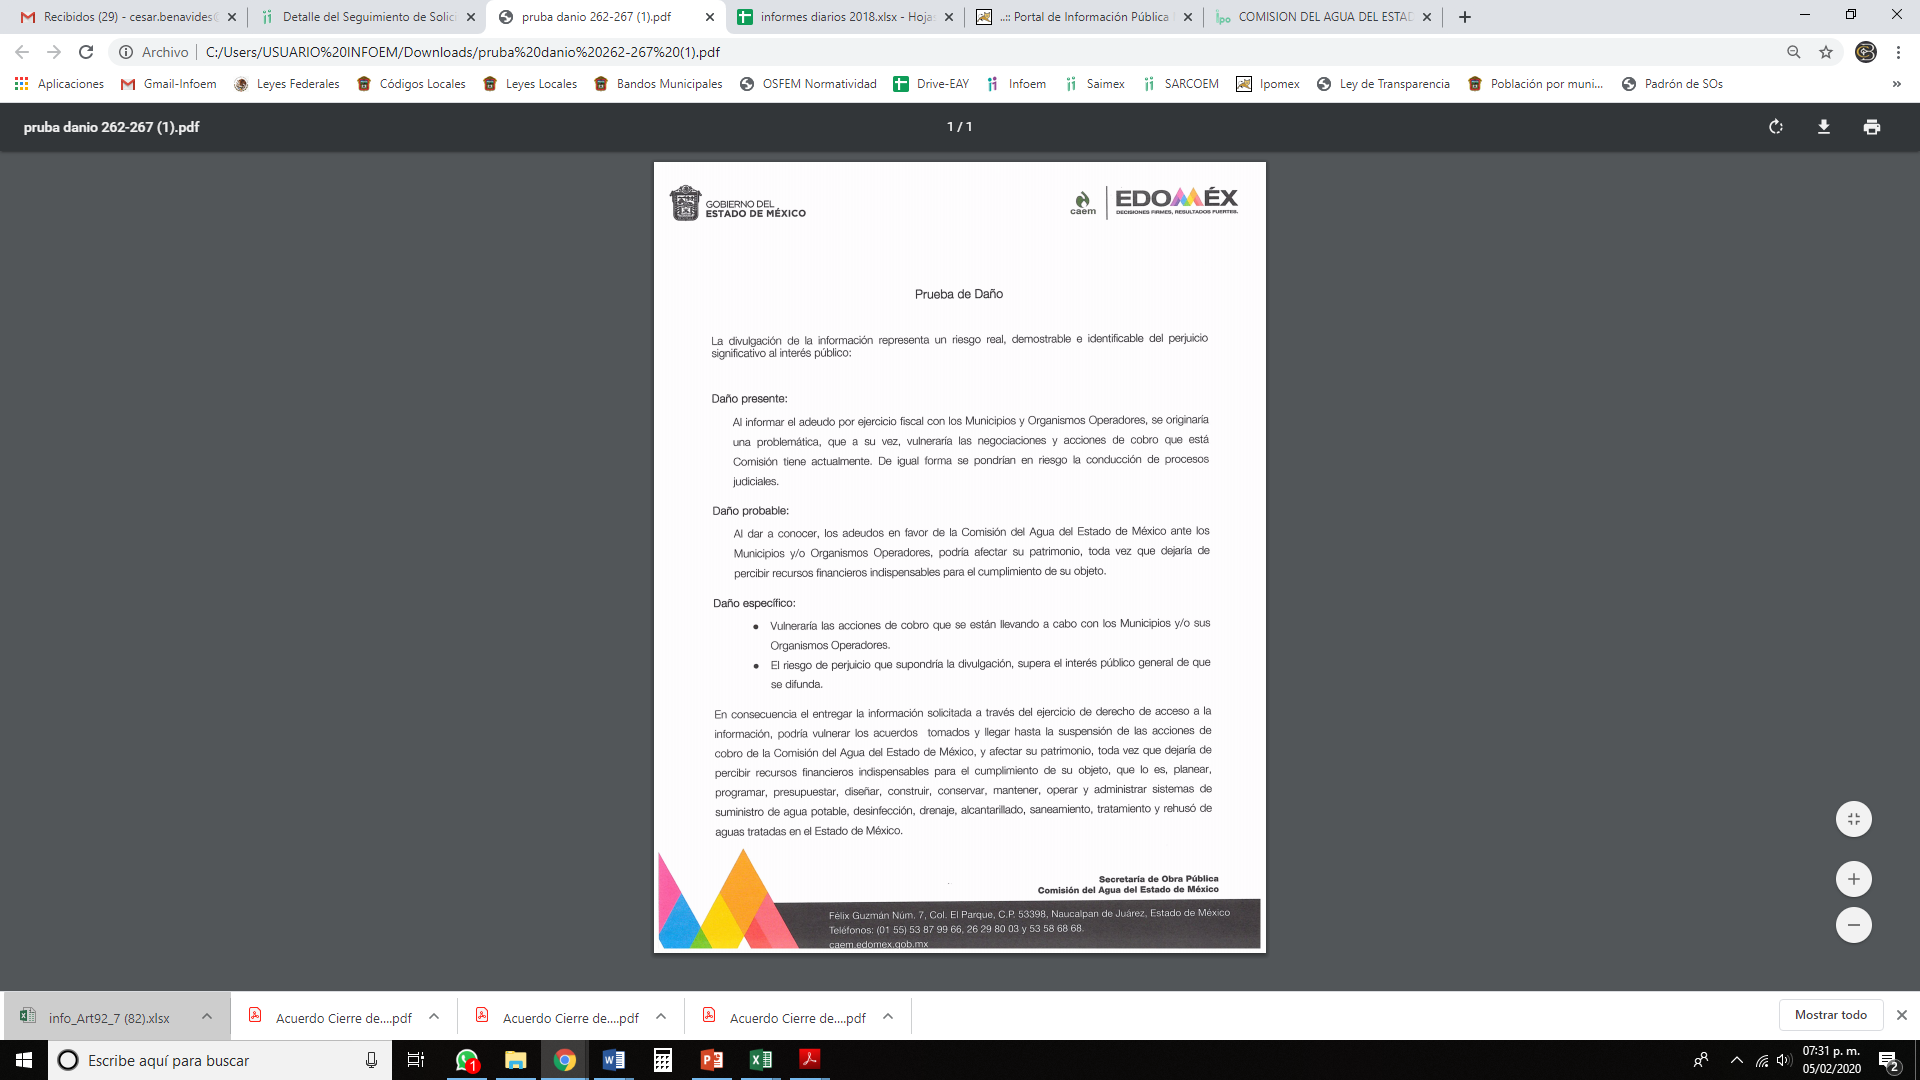 Recibidos (29) - cesar.benavides@
Detalle del Seguimiento de Solici
pruba danio 262-267 (1).pdf
informes diarios 2018.xlsx - Hoja
..:: Portal de Información Pública
COMISION DEL AGUA DEL ESTAD
Archivo
C:/Users/USUARIO%20INFOEM/Downloads/pruba%20danio%20262-267%20(1).pdf
Aplicaciones
Gmail-Infoem
Leyes Federales
Códigos Locales
Leyes Locales
Bandos Municipales
OSFEM Normatividad
Drive-EAY
Infoem
Saimex
SARCOEM
Ipomex
Ley de Transparencia
Población por muni...
Padrón de SOs
»
pruba danio 262-267 (1).pdf
1 / 1
GOBIERNO DEL
ESTADO DE MÉXICO
caem
EDOMÉX
DECISIONES FIRMES, RESULTADOS FUERTES.
Prueba de Daño
La divulgación de la información representa un riesgo real, demostrable e identificable del perjuicio
significativo al interés público:
Daño presente:
Al informar el adeudo por ejercicio fiscal con los Municipios y Organismos Operadores, se originaría
una problemática, que a su vez, vulneraría las negociaciones y acciones de cobro que está
Comisión tiene actualmente. De igual forma se pondrían en riesgo la conducción de procesos
judiciales.
Daño probable:
Al dar a conocer, los adeudos en favor de la Comisión del Agua del Estado de México ante los
Municipios y/o Organismos Operadores, podría afectar su patrimonio, toda vez que dejaría de
percibir recursos financieros indispensables para el cumplimiento de su objeto.
Daño específico:
● Vulneraría las acciones de cobro que se están llevando a cabo con los Municipios y/o sus
Organismos Operadores.
● El riesgo de perjuicio que supondría la divulgación, supera el interés público general de que
se difunda.
En consecuencia el entregar la información solicitada a través del ejercicio de derecho de acceso a la
información, podría vulnerar los acuerdos tomados y llegar hasta la suspensión de las acciones de
cobro de la Comisión del Agua del Estado de México, y afectar su patrimonio, toda vez que dejaría de
percibir recursos financieros indispensables para el cumplimiento de su objeto, que lo es, planear,
programar, presupuestar, diseñar, construir, conservar, mantener, operar y administrar sistemas de
suministro de agua potable, desinfección, drenaje, alcantarillado, saneamiento, tratamiento y rehusó de
aguas tratadas en el Estado de México.
Secretaría de Obra Pública
Comisión del Agua del Estado de México
Félix Guzmán Núm. 7, Col. El Parque, C.P. 53398, Naucalpan de Juárez, Estado de México
Teléfonos: (01 55) 53 87 99 66, 26 29 80 03 y 53 58 68 68.
caem.edomex.gob.mx
info_Art92_7 (82).xlsx
Acuerdo Cierre de....pdf
Acuerdo Cierre de....pdf
Acuerdo Cierre de....pdf
Mostrar todo
Escribe aquí para buscar
1
07:31 p. m.
05/02/2020
2